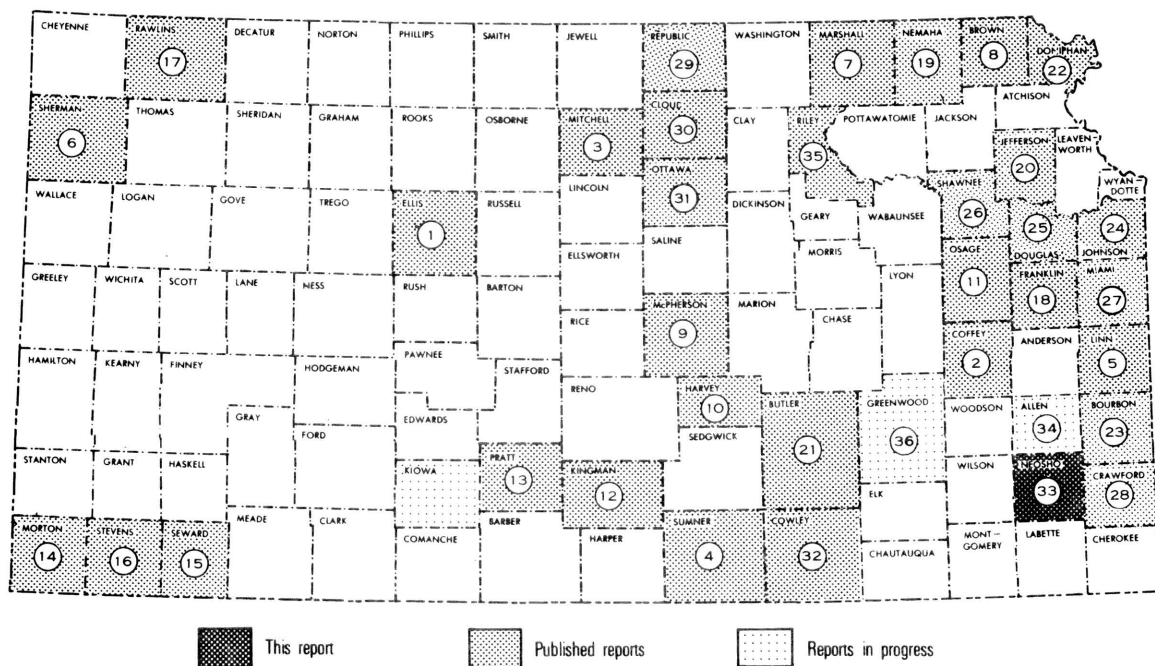 CHEYENNE
RAWLINS
17
DECATUR
NORTON
PHILLIPS
SMITH
JEWELL
REPUBLIC
29
WASHINGTON
MARSHALL
7
NEMAHA
19
BROWN
8
DONIPHAN
22
SHERMAN
6
THOMAS
SHERIDAN
GRAHAM
ROOKS
OSBORNE
MITCHELL
3
CLOUD
30
CLAY
RILEY
35
POTTAWATOMIE
JACKSON
ATCHISON
JEFFERSON
20
LEAVEN-
WORTH
WYAN
DOTTE
WALLACE
LOGAN
GOVE
TREGO
ELLIS
1
RUSSELL
LINCOLN
OTTAWA
31
DICKINSON
GEARY
WABAUNSEE
SHAWNEE
26
25
DOUGLAS
24
JOHNSON
ELLSWORTH
SALINE
MORRIS
OSAGE
11
FRANKLIN
18
MIAMI
27
GREELEY
WICHITA
SCOTT
LANE
NESS
RUSH
BARTON
RICE
McPHERSON
9
MARION
CHASE
LYON
COFFEY
2
ANDERSON
LINN
5
HAMILTON
KEARNY
FINNEY
HODGEMAN
PAWNEE
STAFFORD
RENO
HARVEY
10
BUTLER
21
GREENWOOD
36
WOODSON
ALLEN
34
BOURBON
23
GRAY
FORD
EDWARDS
SEDGWICK
STANTON
GRANT
HASKELL
KIOWA
PRATT
13
KINGMAN
12
ELK
WILSON
NEOSHO
33
CRAWFORD
28
MORTON
14
STEVENS
16
SEWARD
15
MEADE
CLARK
COMANCHE
BARBER
HARPER
SUMNER
4
COWLEY
32
CHAUTAUQUA
MONT-
GOMERY
LABETTE
CHEROKEE
This report
Published reports
Reports in progress